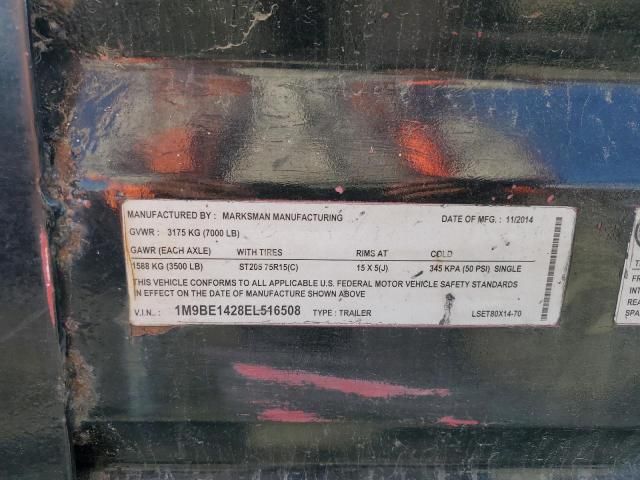 MANUFACTURED BY : MARKSMAN MANUFACTURING DATE OF MFG. : 11/2014
GVWR : 3175 KG (7000 LB)
GAWR (EACH AXLE) WITH TIRES RIMS AT COLD
1588 KG (3500 LB) ST205 75R15(C) 15 X 5(J) 345 KPA (50 PSI) SINGLE
THIS VEHICLE CONFORMS TO ALL APPLICABLE U.S. FEDERAL MOTOR VEHICLE SAFETY STANDARDS
IN EFFECT ON THE DATE OF MANUFACTURE SHOWN ABOVE
V.I.N. : 1M9BE1428EL516508 TYPE : TRAILER LSET80X14-70